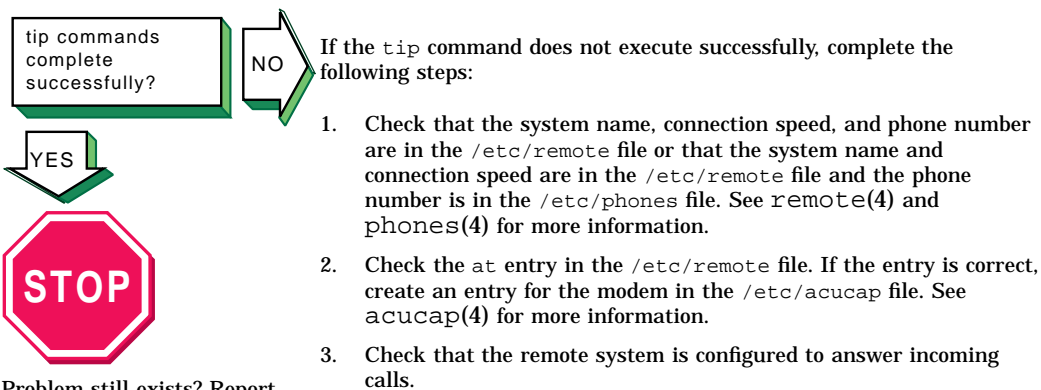 tip commands
complete
successfully?
NO
YES
STOP
Problem still exists? Report
If the tip command does not execute successfully, complete the
following steps:
1. Check that the system name, connection speed, and phone number
are in the /etc/remote file or that the system name and
connection speed are in the /etc/remote file and the phone
number is in the /etc/phones file. See remote(4) and
phones(4) for more information.
2. Check the at entry in the /etc/remote file. If the entry is correct,
create an entry for the modem in the /etc/acucap file. See
acucap(4) for more information.
3. Check that the remote system is configured to answer incoming
calls.